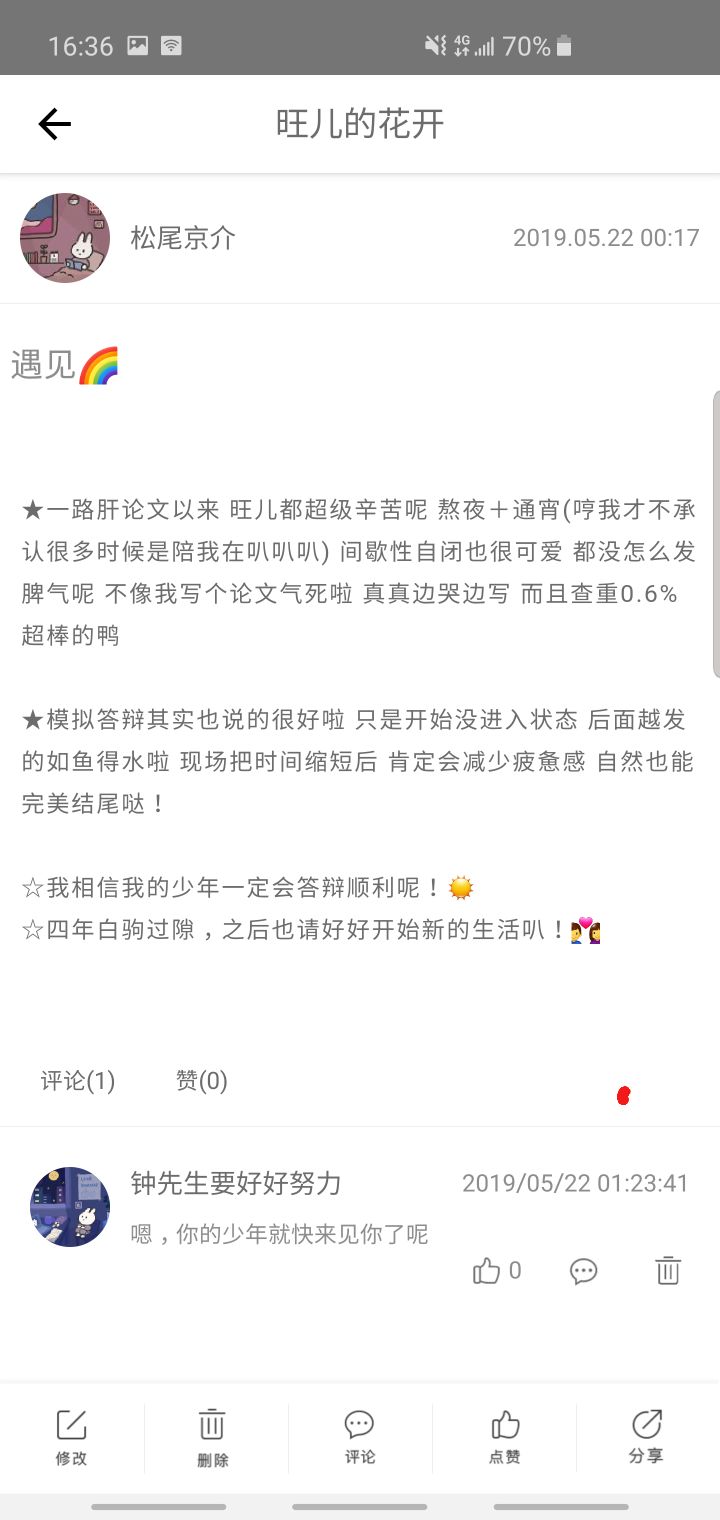 16:36 4G 70%
旺儿的花开
松尾京介 2019.05.22 00:17
遇见🌈
★一路肝论文以来 旺儿都超级辛苦呢 熬夜＋通宵(哼我才不承
认很多时候是陪我在叭叭叭) 间歇性自闭也很可爱 都没怎么发
脾气呢 不像我写个论文气死啦 真真边哭边写 而且查重0.6%
超棒的鸭
★模拟答辩其实也说的很好啦 只是开始没进入状态 后面越发
的如鱼得水啦 现场把时间缩短后 肯定会减少疲惫感 自然也能
完美结尾哒！
☆我相信我的少年一定会答辩顺利呢！☀️
☆四年白驹过隙，之后也请好好开始新的生活叭！💑
评论(1) 赞(0)
钟先生要好好努力 2019/05/22 01:23:41
嗯，你的少年就快来见你了呢
0
修改 删除 评论 点赞 分享